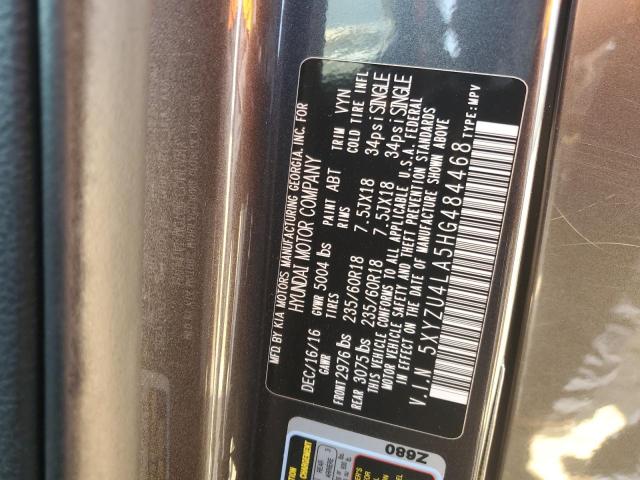 MFD. BY KIA MOTORS MANUFACTURING GEORGIA, INC. FOR
HYUNDAI MOTOR COMPANY
DEC/16/16 GVWR 5004 lbs PAINT ABT TRIM VYN
GAWR TIRES RIMS COLD TIRE INFL
FRONT 2976 lbs 235/60R18 7.5JX18 34psi SINGLE
REAR 3075 lbs 235/60R18 7.5JX18 34psi SINGLE
THIS VEHICLE CONFORMS TO ALL APPLICABLE U.S.A. FEDERAL
MOTOR VEHICLE SAFETY AND THEFT PREVENTION STANDARDS
IN EFFECT ON THE DATE OF MANUFACTURE SHOWN ABOVE
V.I.N 5XYZU4LA5HG484468 TYPE:MPV
Z680
REAR
ARRIERE
3